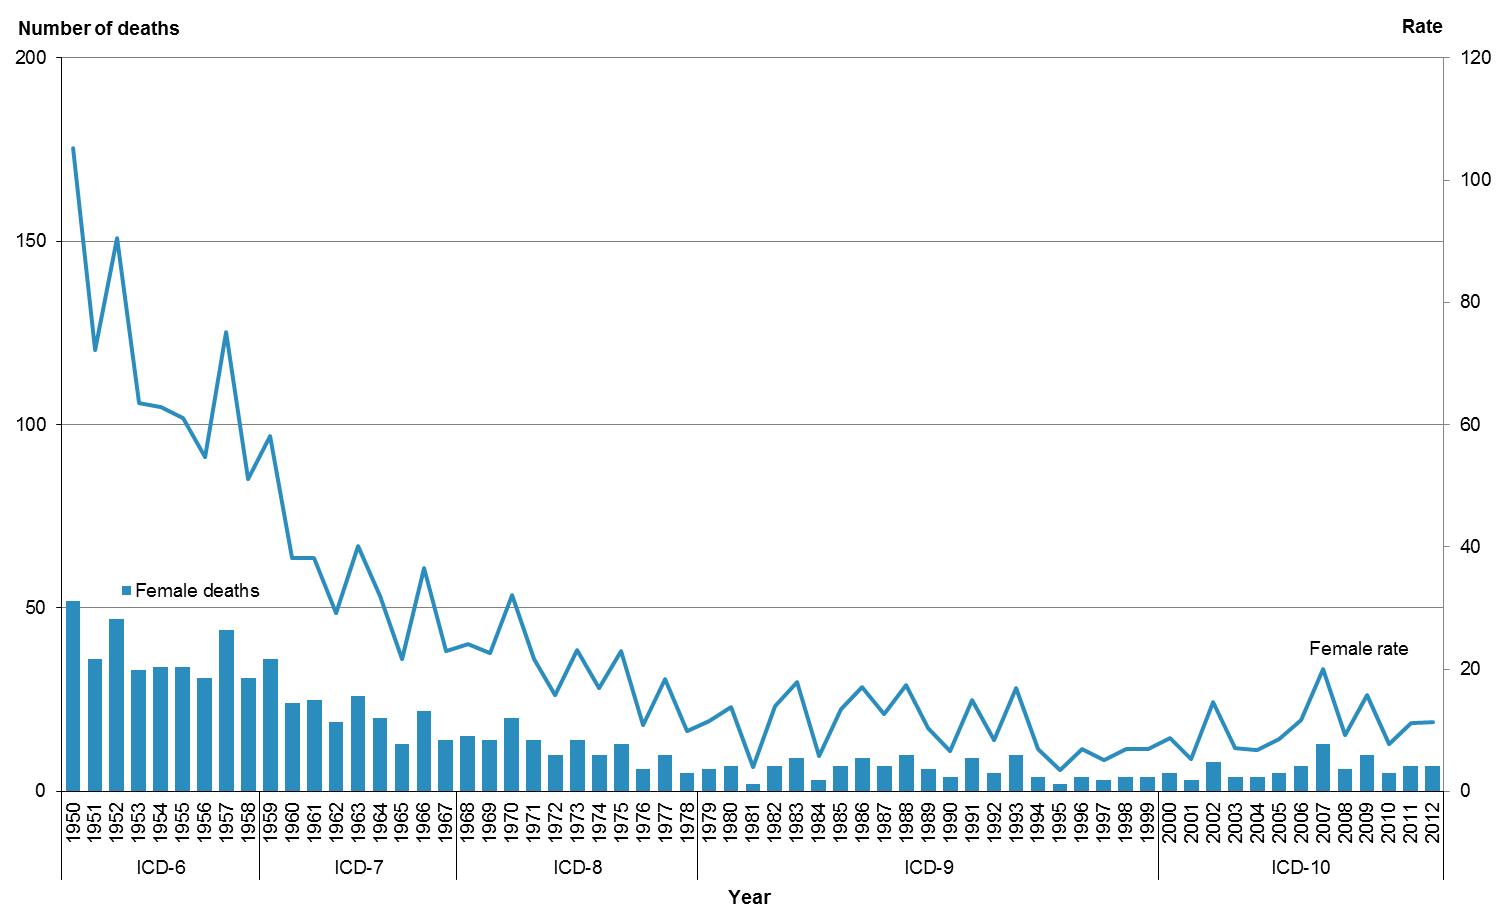 Number of deaths
Rate
200
150
100
50
0
120
100
80
60
40
20
0
Female deaths
Female rate
1950 1951 1952 1953 1954 1955 1956 1957 1958 1959 1960 1961 1962 1963 1964 1965 1966 1967 1968 1969 1970 1971 1972 1973 1974 1975 1976 1977 1978 1979 1980 1981 1982 1983 1984 1985 1986 1987 1988 1989 1990 1991 1992 1993 1994 1995 1996 1997 1998 1999 2000 2001 2002 2003 2004 2005 2006 2007 2008 2009 2010 2011 2012
ICD-6 ICD-7 ICD-8 ICD-9 ICD-10
Year